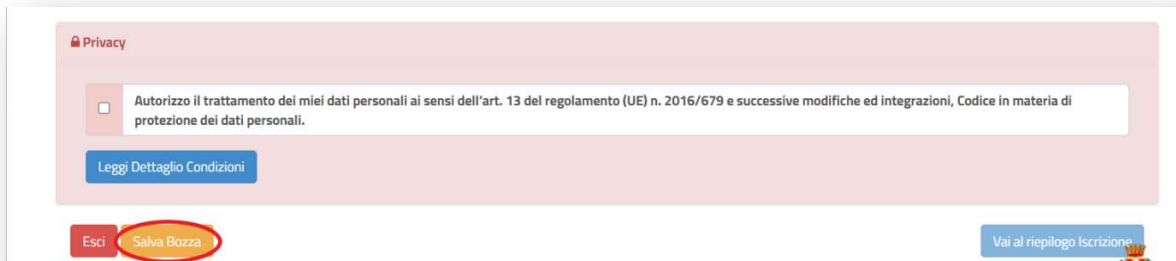 Privacy
Autorizzo il trattamento dei miei dati personali ai sensi dell'art. 13 del regolamento (UE) n. 2016/679 e successive modifiche ed integrazioni, Codice in materia di
protezione dei dati personali.
Leggi Dettaglio Condizioni
Esci Salva Bozza Vai al riepilogo Iscrizione